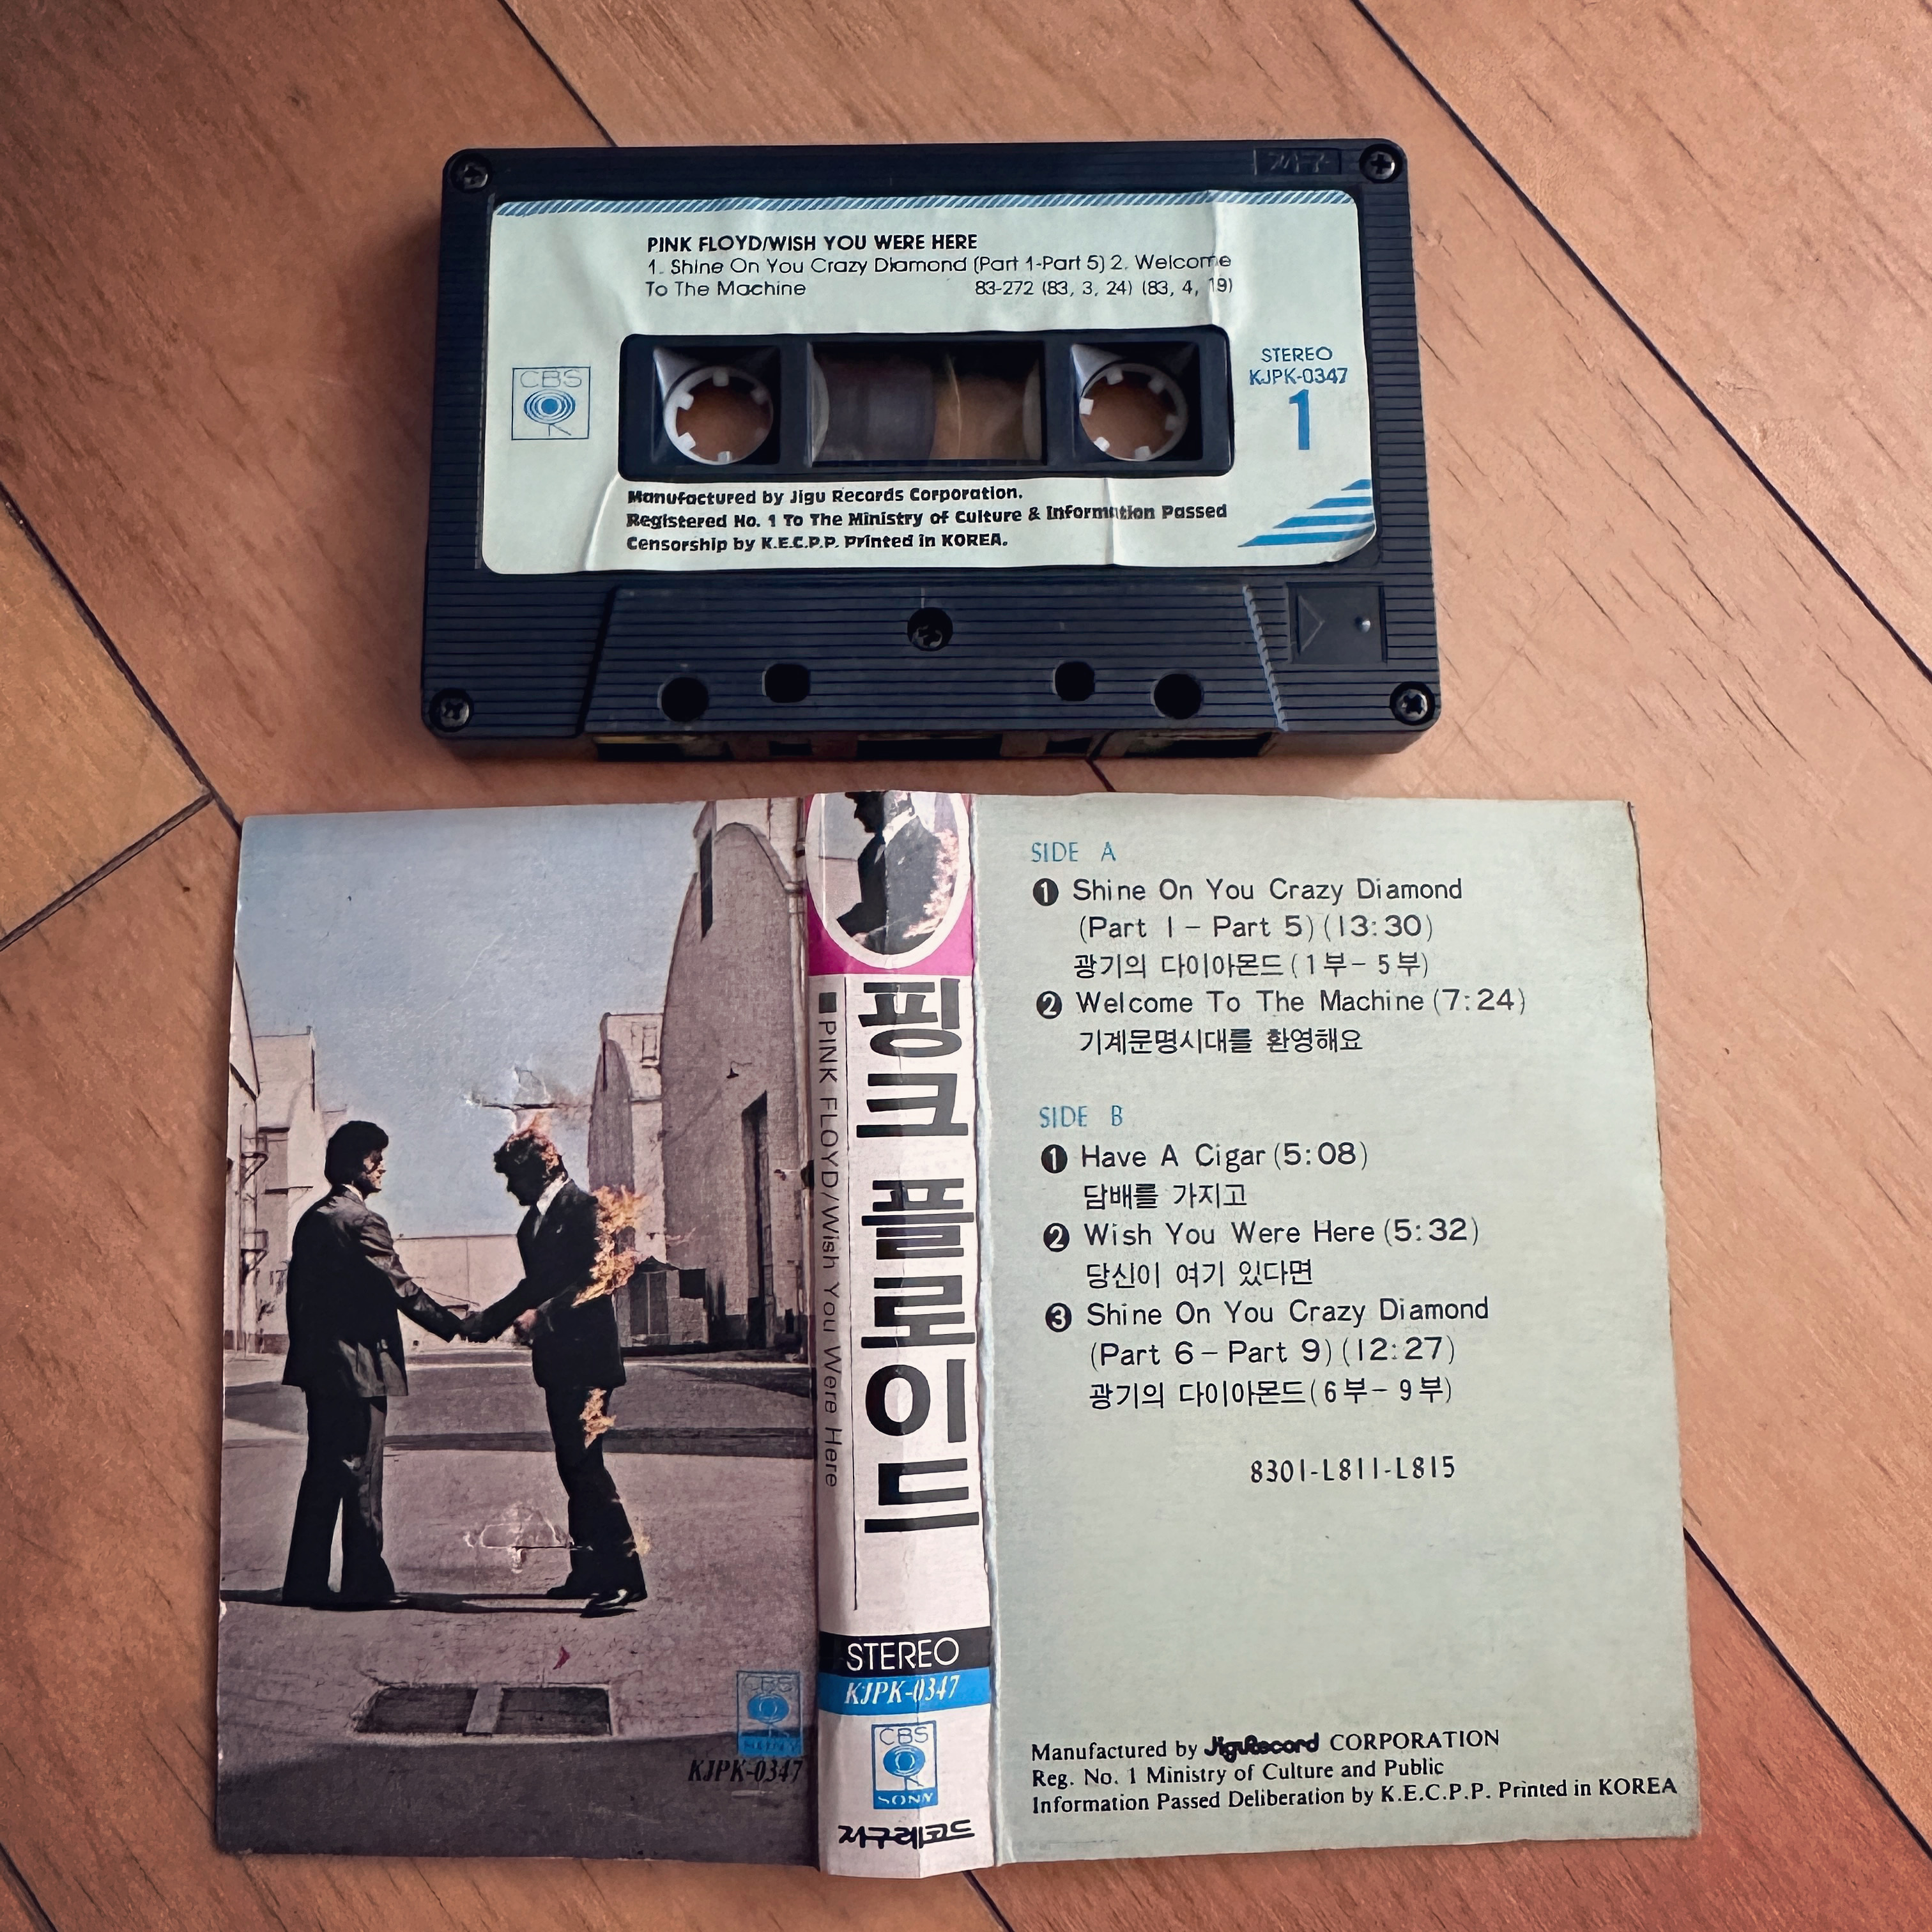 지구
PINK FLOYD/WISH YOU WERE HERE
1. Shine On You Crazy Diamond (Part 1-Part 5) 2. Welcome
To The Machine 83-272 (83, 3, 24) (83, 4, 19)
CBS
STEREO
KJPK-0347
1
Manufactured by Jigu Records Corporation.
Registered No. 1 To The Ministry of Culture & Information Passed
Censorship by K.E.C.P.P. Printed in KOREA.
CBS
SONY
KJPK-0347
핑크 플로이드
■PINK FLOYD/Wish You Were Here
STEREO
KJPK-0347
CBS
SONY
지구레코드
SIDE A
❶ Shine On You Crazy Diamond
(Part 1 - Part 5) (13:30)
광기의 다이아몬드(1부- 5부)
❷ Welcome To The Machine (7:24)
기계문명시대를 환영해요
SIDE B
❶ Have A Cigar (5:08)
담배를 가지고
❷ Wish You Were Here (5:32)
당신이 여기 있다면
❸ Shine On You Crazy Diamond
(Part 6 - Part 9) (12:27)
광기의 다이아몬드(6부- 9부)
8301-L811-L815
Manufactured by JiguRecord CORPORATION
Reg. No. 1 Ministry of Culture and Public
Information Passed Deliberation by K.E.C.P.P. Printed in KOREA